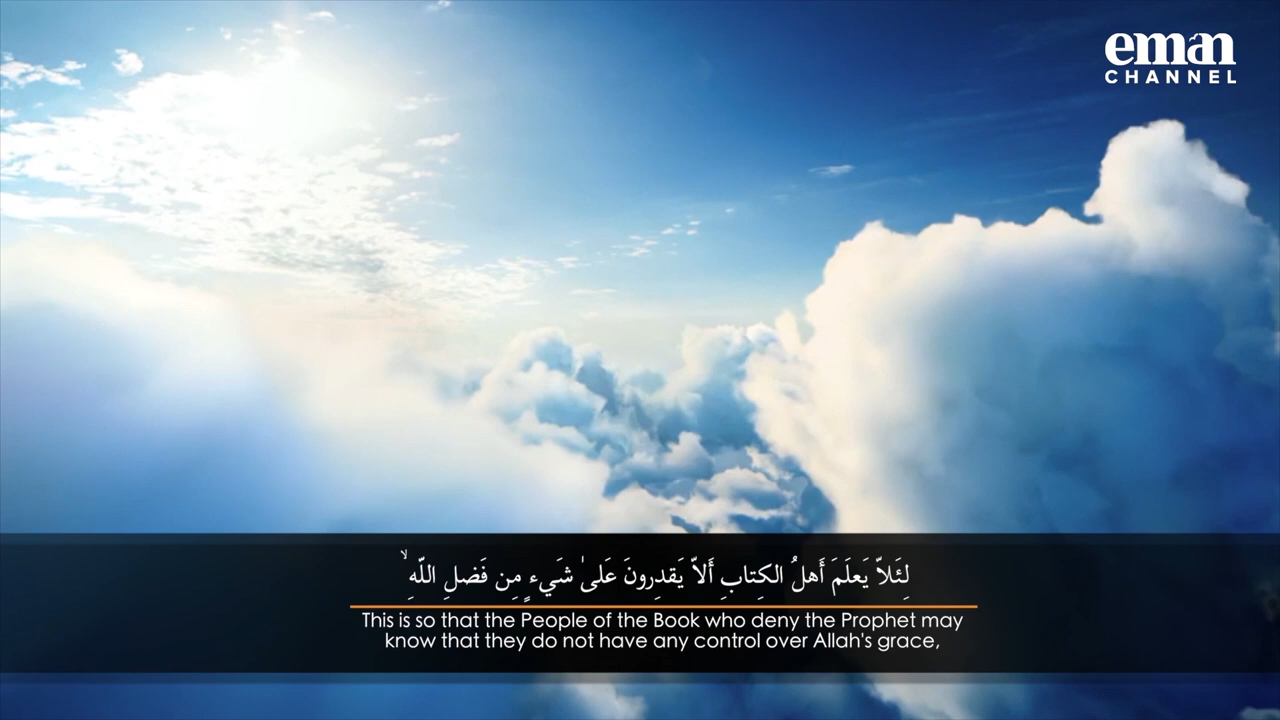 eman
CHANNEL
لِئَلّا يَعلَمَ أَهلُ الكِتابِ أَلّا يَقدِرونَ عَلىٰ شَيءٍ مِن فَضلِ اللَّهِ ۙ
This is so that the People of the Book who deny the Prophet may
know that they do not have any control over Allah's grace,